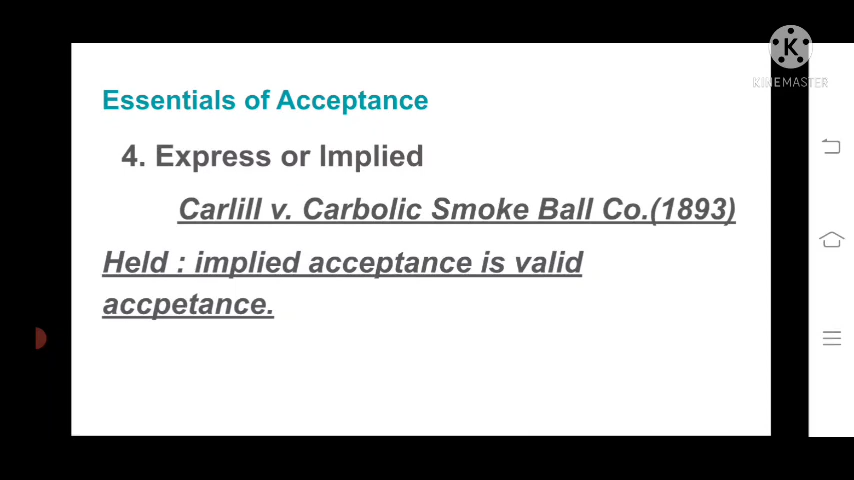 K
KINEMASTER
Essentials of Acceptance
4. Express or Implied
Carlill v. Carbolic Smoke Ball Co.(1893)
Held : implied acceptance is valid
accpetance.